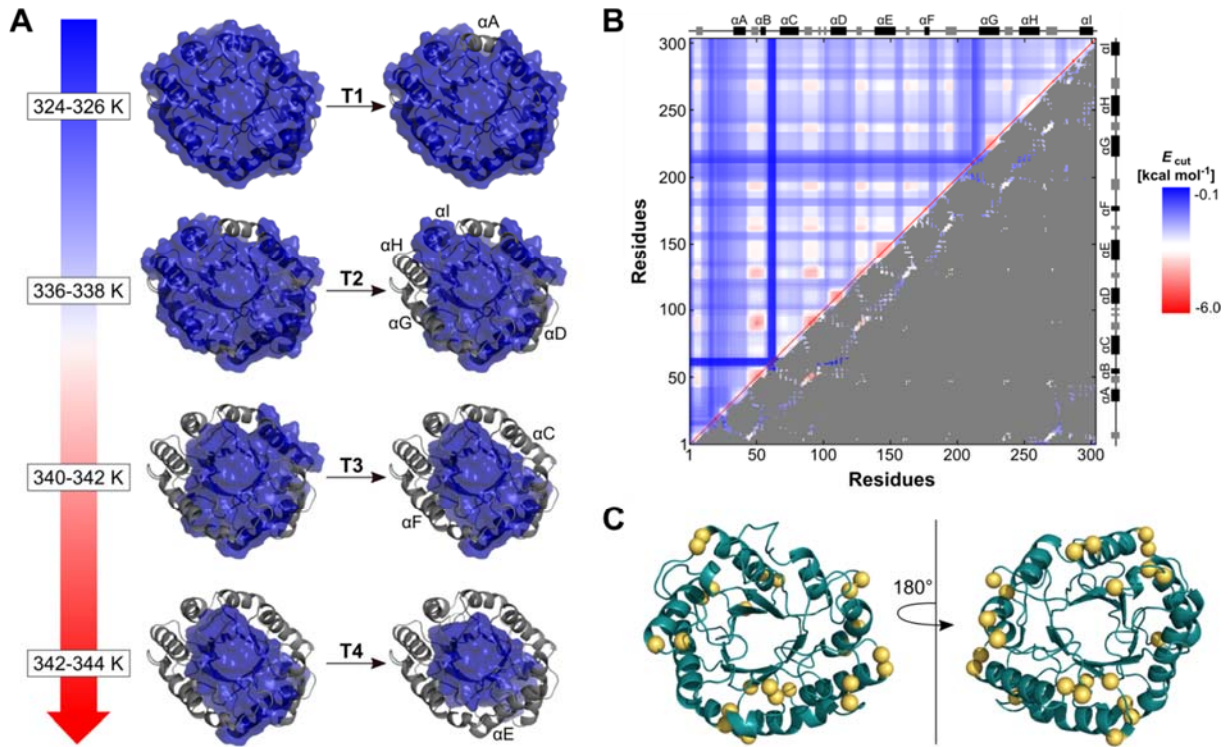 A
324-326 K
T1
αA
336-338 K
T2
αI
αH
αG
αD
340-342 K
T3
αC
αF
342-344 K
T4
αE
B
αA αB αC αD αE αF αG αH αI
300
250
200
150
100
50
1
Residues
1 50 100 150 200 250 300
Residues
αI
αH
αG
αF
αE
αD
αC
αB
αA
E cut
[kcal mol-1]
-0.1
-6.0
C
180°